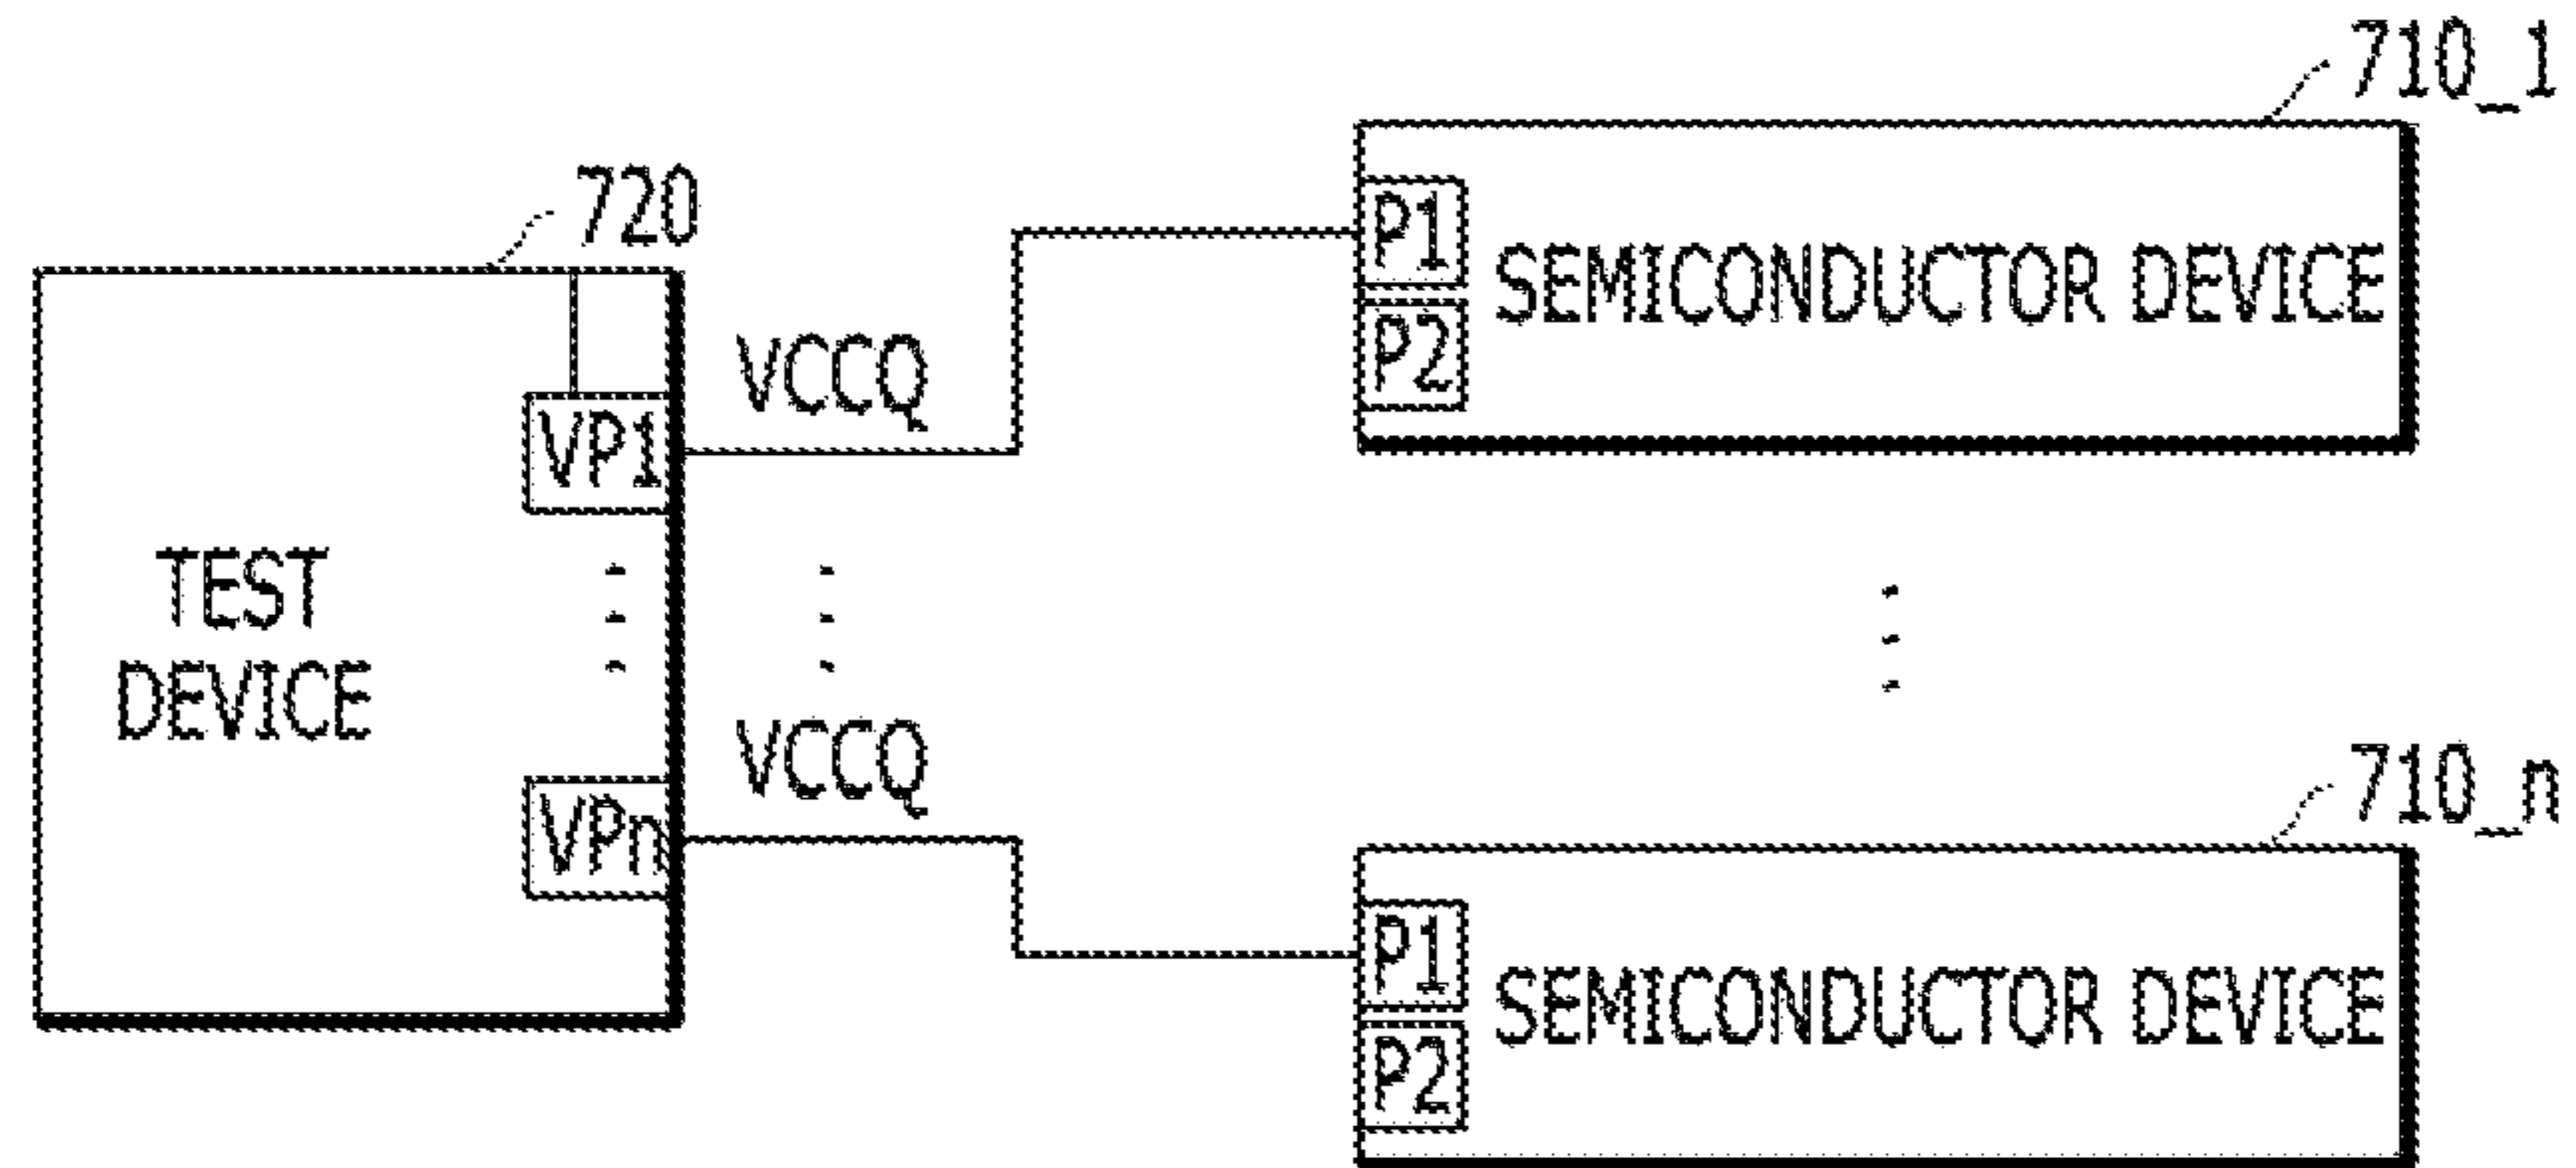 710_1
720
P1
SEMICONDUCTOR DEVICE
P2
VCCQ
VP1
TEST
DEVICE
VCCQ
VPn
710_n
P1
SEMICONDUCTOR DEVICE
P2